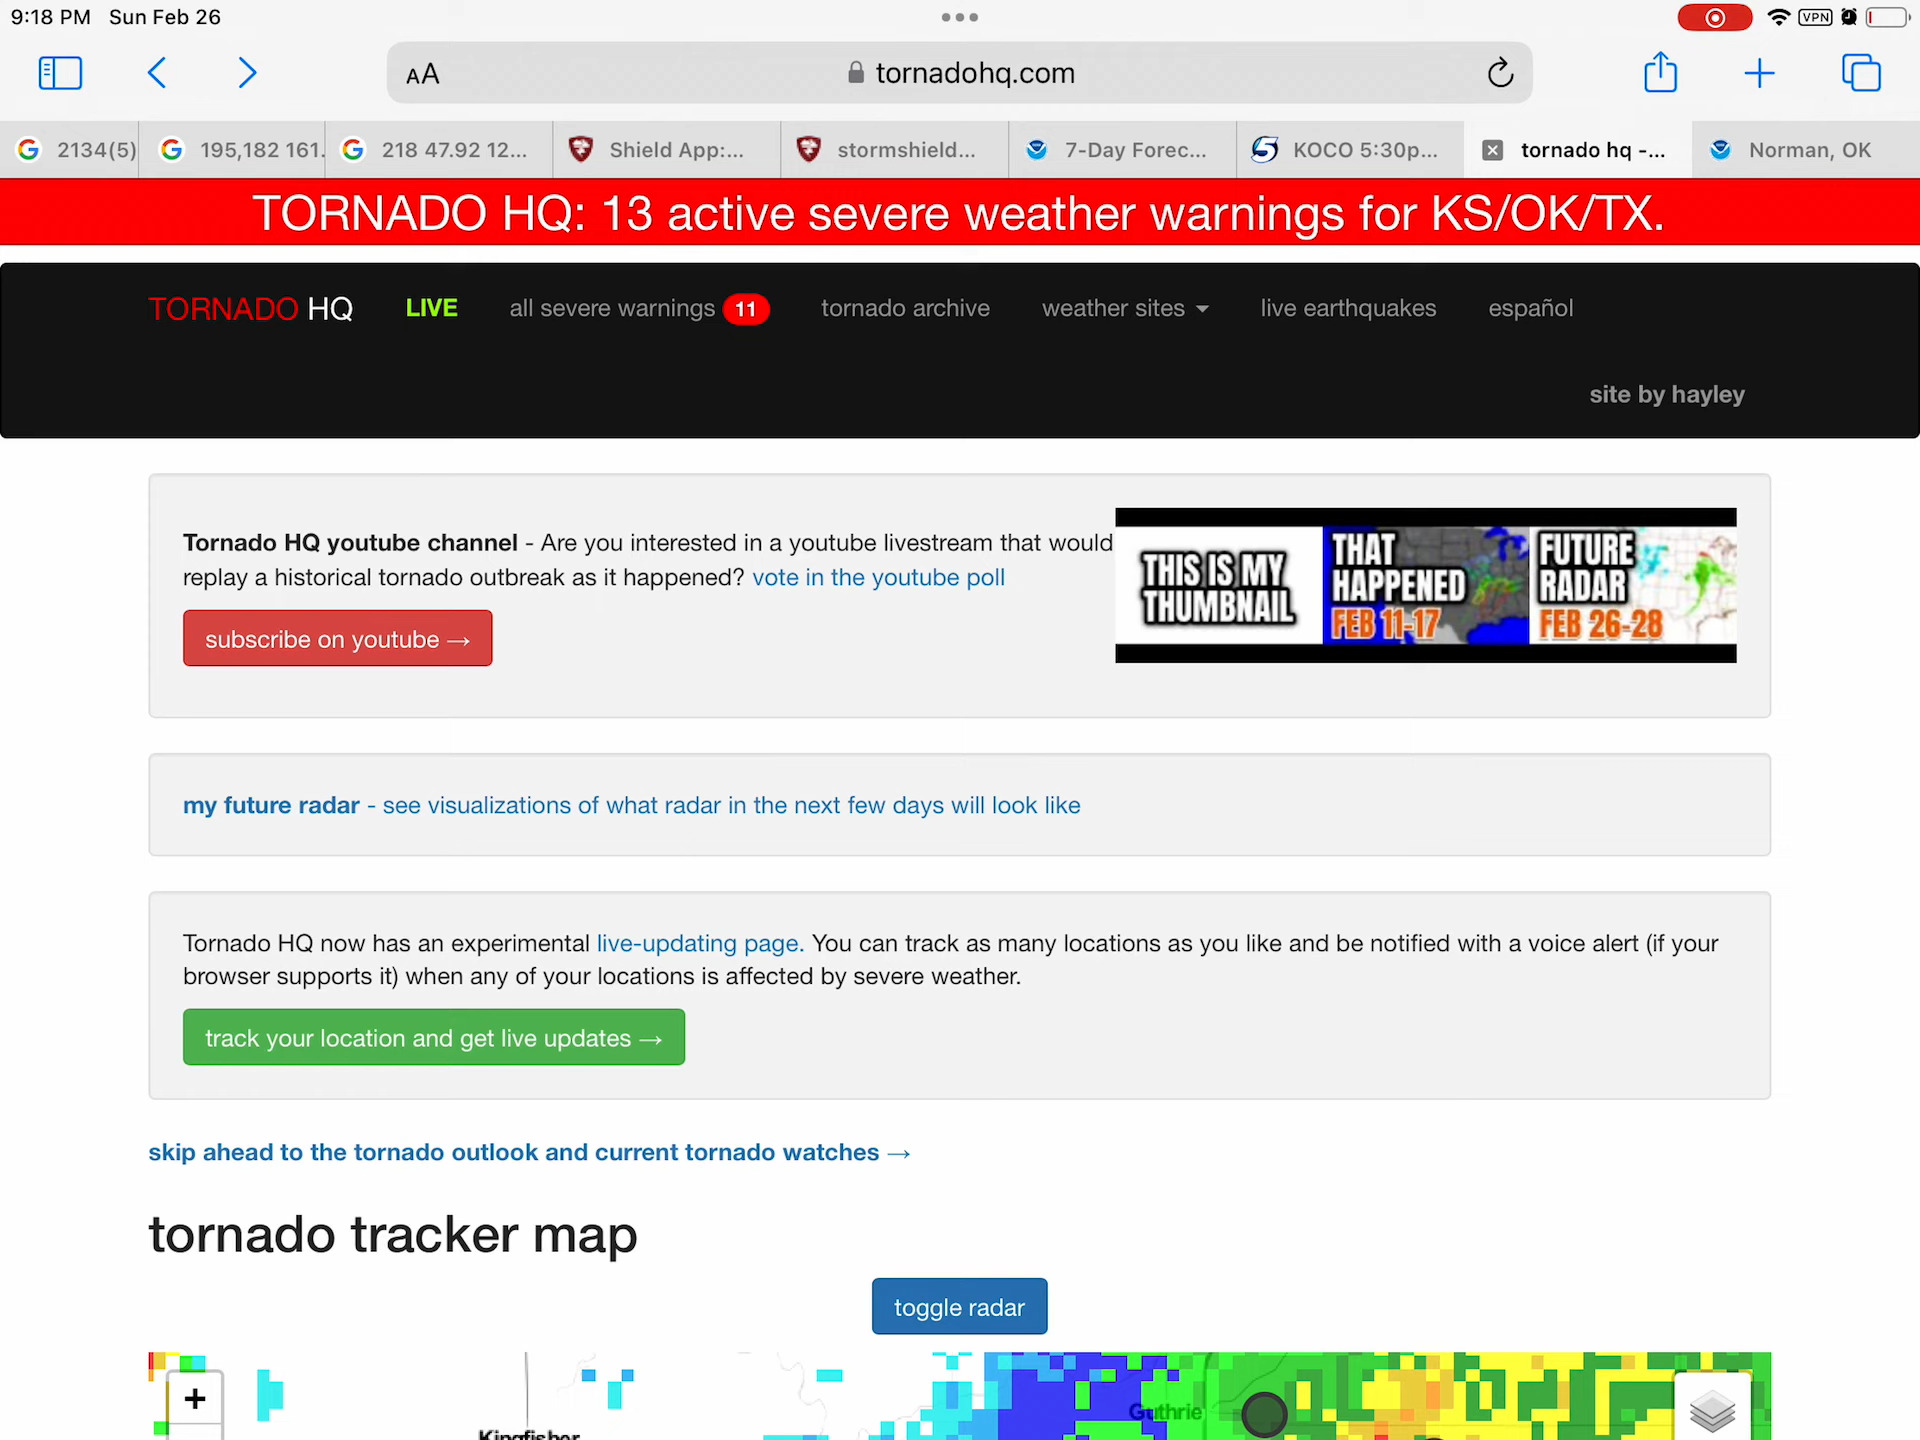 9:18 PM Sun Feb 26
VPN
AA tornadohq.com
2134(5) 195,182 161. 218 47.92 12... Shield App:... stormshield... 7-Day Forec... KOCO 5:30p... tornado hq -... Norman, OK
TORNADO HQ: 13 active severe weather warnings for KS/OK/TX.
TORNADO HQ LIVE all severe warnings 11 tornado archive weather sites live earthquakes español
site by hayley
Tornado HQ youtube channel - Are you interested in a youtube livestream that would
replay a historical tornado outbreak as it happened? vote in the youtube poll
subscribe on youtube →
THIS IS MY
THUMBNAIL
THAT
HAPPENED
FEB 11-17
FUTURE
RADAR
FEB 26-28
my future radar - see visualizations of what radar in the next few days will look like
Tornado HQ now has an experimental live-updating page. You can track as many locations as you like and be notified with a voice alert (if your
browser supports it) when any of your locations is affected by severe weather.
track your location and get live updates →
skip ahead to the tornado outlook and current tornado watches →
tornado tracker map
toggle radar
+
Guthrie
Kingfisher